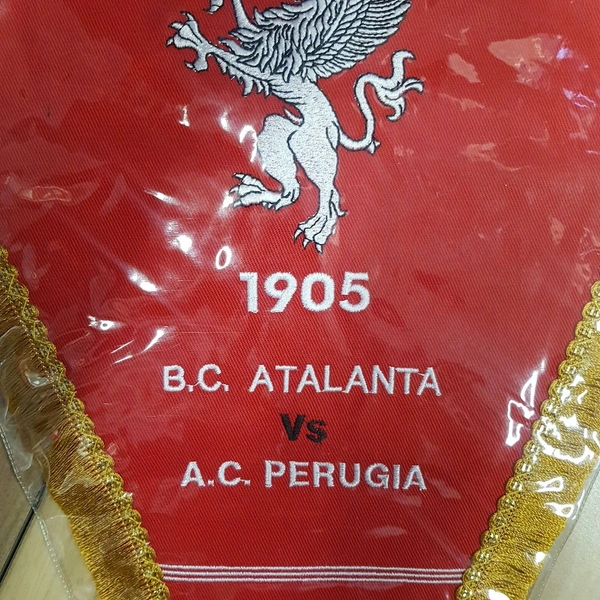 1905
B.C. ATALANTA
Vs
A.C. PERUGIA